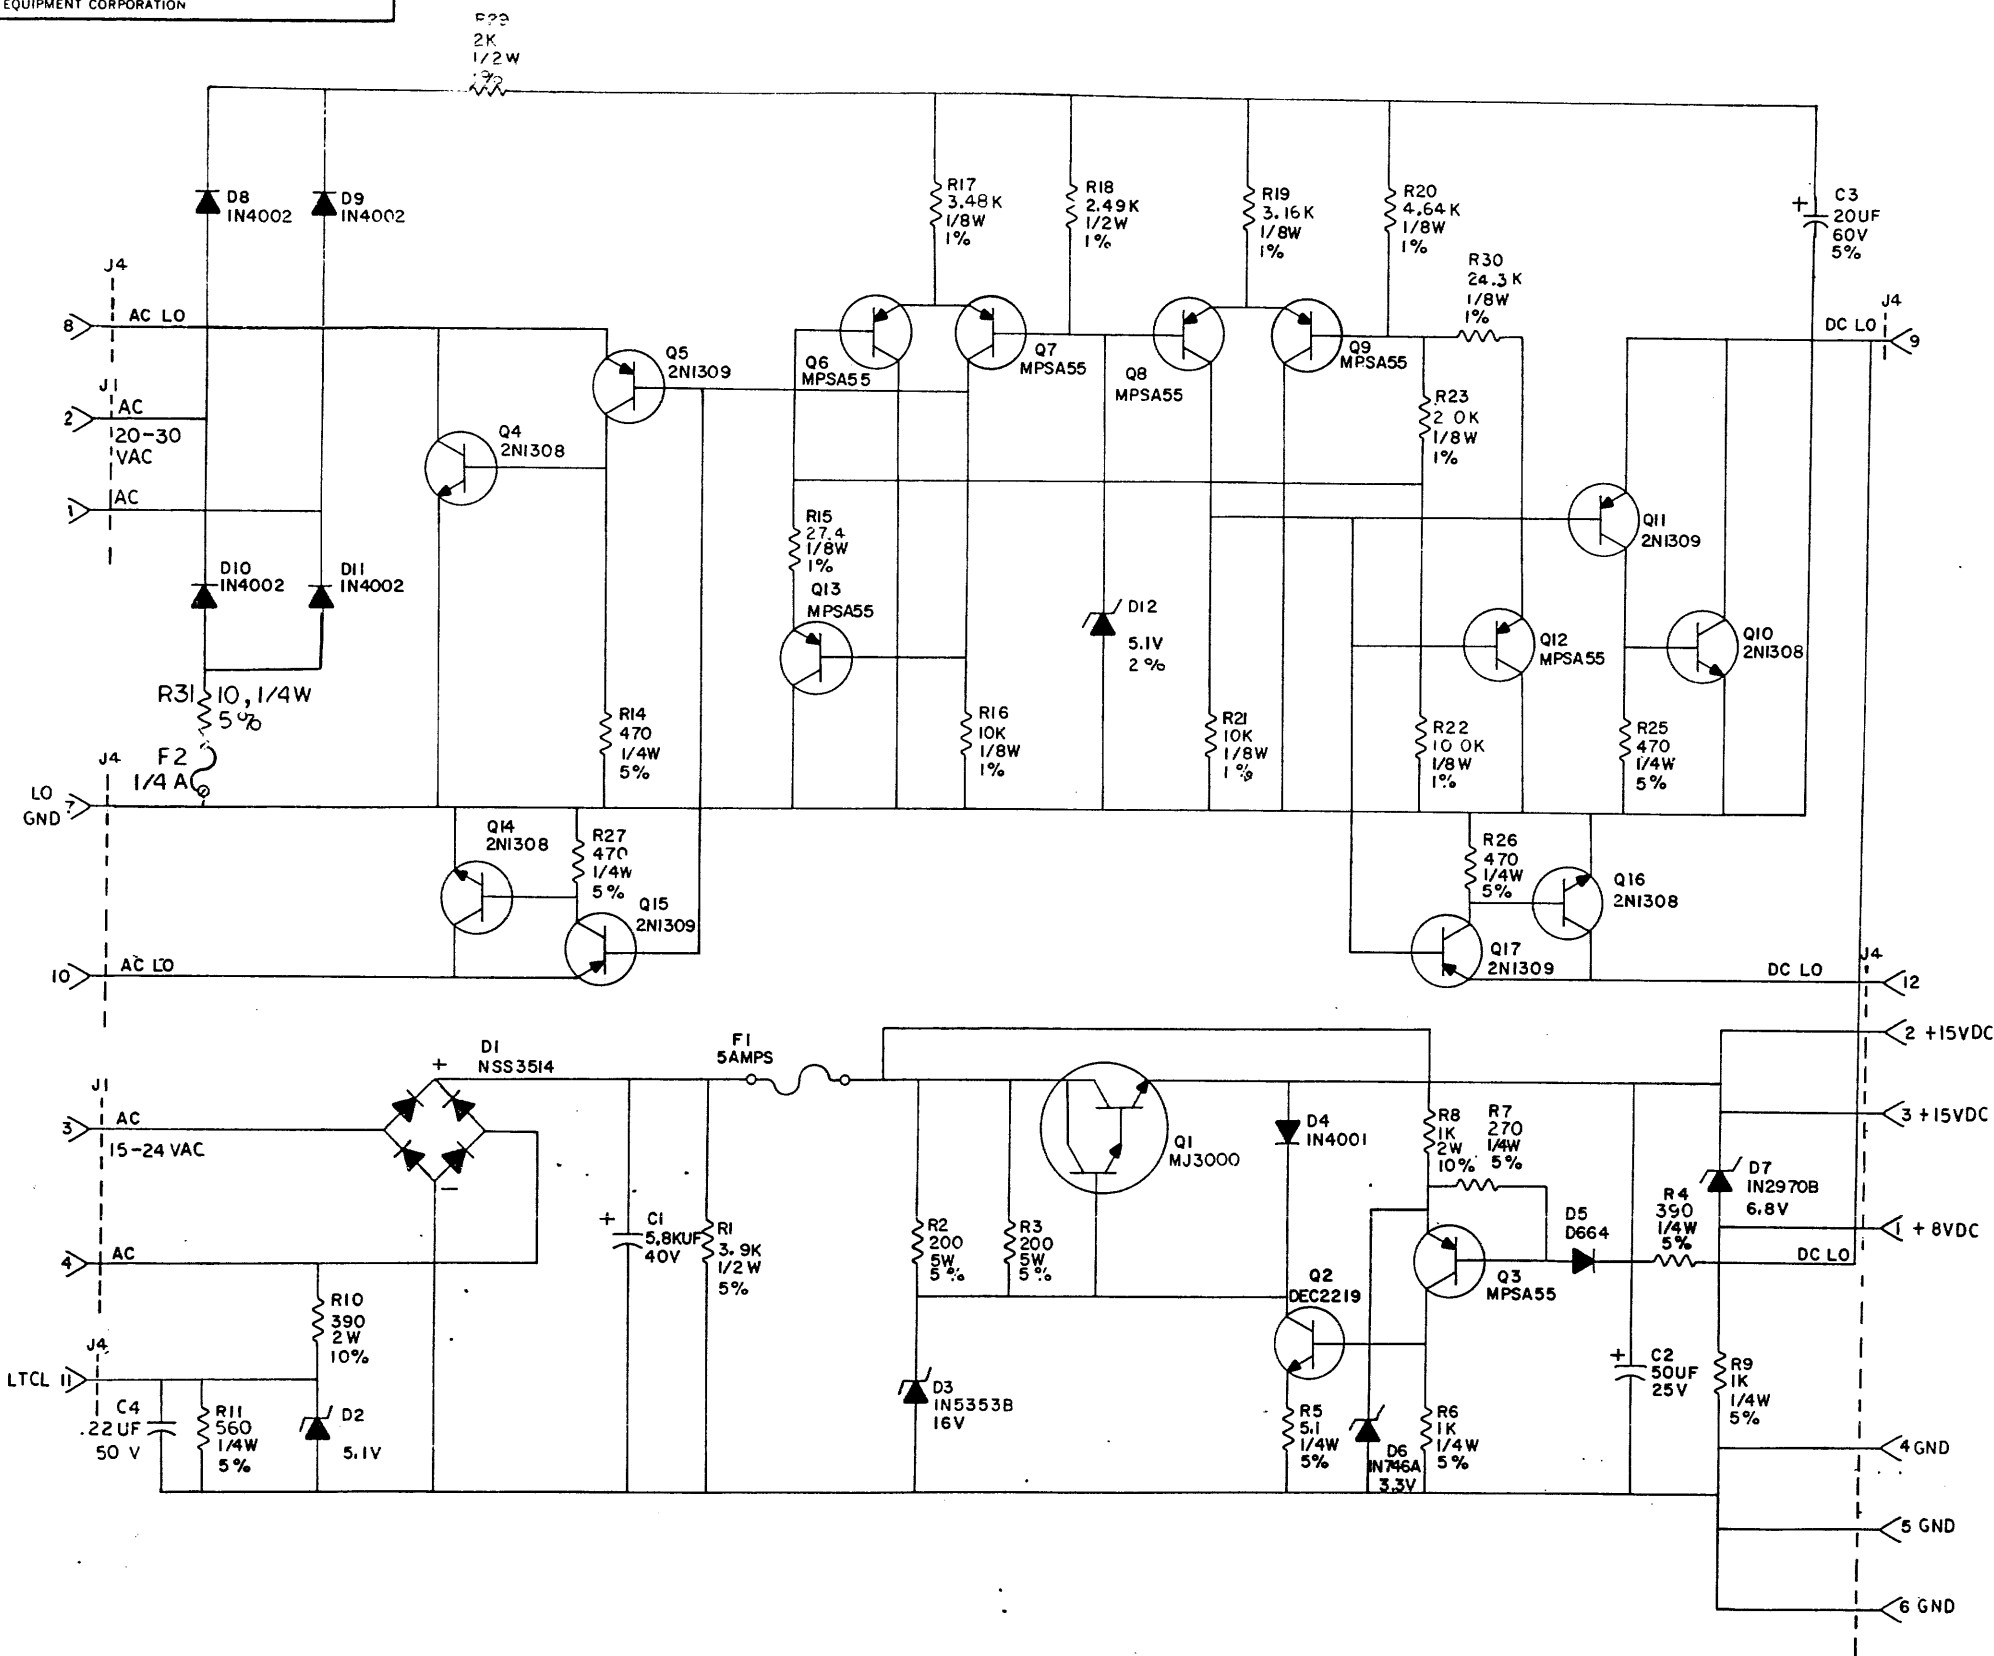 EQUIPMENT CORPORATION
R29
2K
1/2W
1%
D8
1N4002
D9
1N4002
R17
3.48K
1/8W
1%
R18
2.49K
1/2W
1%
R19
3.16K
1/8W
1%
R20
4.64K
1/8W
1%
C3
+
20UF
60V
5%
R30
24.3K
1/8W
1%
J4
8
AC LO
J4
DC LO
9
Q5
2N1309
Q6
MPSA55
Q7
MPSA55
Q8
MPSA55
Q9
MPSA55
J1
2
AC
20-30
VAC
R23
2 0K
1/8W
1%
Q4
2N1308
1
AC
R15
27.4
1/8W
1%
Q11
2N1309
D10
1N4002
D11
1N4002
Q13
MPSA55
D12
5.1V
2%
Q12
MPSA55
Q10
2N1308
R31
10, 1/4W
5%
R14
470
1/4W
5%
R16
10K
1/8W
1%
R21
10K
1/8W
1%
R22
10 0K
1/8W
1%
R25
470
1/4W
5%
F2
1/4 A
J4
LO
GND
7
Q14
2N1308
R27
470
1/4W
5%
R26
470
1/4W
5%
Q16
2N1308
Q15
2N1309
Q17
2N1309
10
AC LO
J4
DC LO
12
D1
NSS3514
+
−
F1
5AMPS
2 +15VDC
J1
3
AC
15-24 VAC
Q1
MJ3000
D4
1N4001
R8
1K
2W
10%
R7
270
1/4W
5%
3 +15VDC
D7
1N2970B
6.8V
+
C1
5,8KUF
40V
R1
3.9K
1/2W
5%
R2
200
5W
5%
R3
200
5W
5%
D5
D664
R4
390
1/4W
5%
1 +8VDC
DC LO
4
AC
Q2
DEC2219
Q3
MPSA55
R10
390
2W
10%
J4
LTCL 11
C4
.22UF
50 V
R11
560
1/4W
5%
D2
5.1V
D3
1N5353B
16V
R5
5.1
1/4W
5%
D6
1N746A
3.3V
R6
1K
1/4W
5%
+
C2
50UF
25V
R9
1K
1/4W
5%
4 GND
5 GND
6 GND